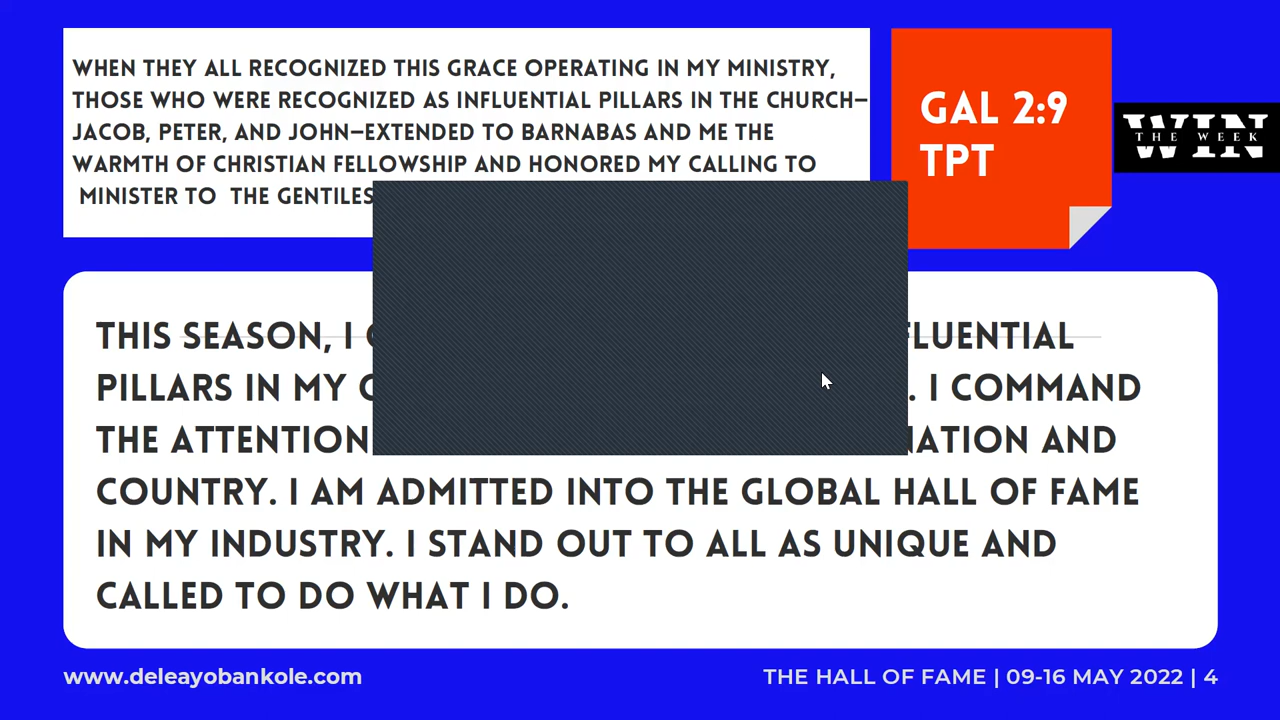 WHEN THEY ALL RECOGNIZED THIS GRACE OPERATING IN MY MINISTRY,
THOSE WHO WERE RECOGNIZED AS INFLUENTIAL PILLARS IN THE CHURCH—
JACOB, PETER, AND JOHN—EXTENDED TO BARNABAS AND ME THE
WARMTH OF CHRISTIAN FELLOWSHIP AND HONORED MY CALLING TO
MINISTER TO THE GENTILES
GAL 2:9
TPT
WIN
THE WEEK
THIS SEASON, I
PILLARS IN MY . I COMMAND
THE ATTENTION AND
COUNTRY. I AM ADMITTED INTO THE GLOBAL HALL OF FAME
IN MY INDUSTRY. I STAND OUT TO ALL AS UNIQUE AND
CALLED TO DO WHAT I DO.
www.deleayobankole.com
THE HALL OF FAME | 09-16 MAY 2022 | 4